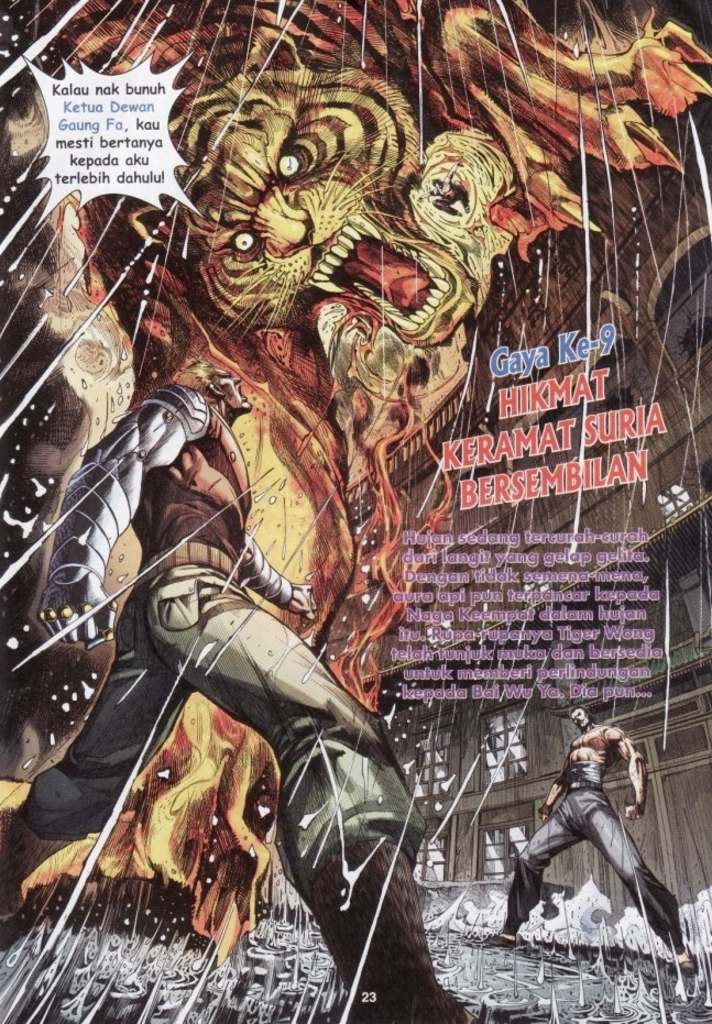 Kalau nak bunuh
Ketua Dewan
Gaung Fa, kau
mesti bertanya
kepada aku
terlebih dahulu!
Gaya Ke-9
HIKMAT
KERAMAT SURIA
BERSEMBILAN
Hujan sedang tercurah-curah
dari langit yang gelap gelita.
Dengan tidak semena-mena,
aura api pun terpancar kepada
Naga Keempat dalam hujan
itu. Rupa-rupanya Tiger Wong
telah tunjuk muka dan bersedia
untuk memberi perlindungan
kepada Bai Wu Ya. Dia pun...
23